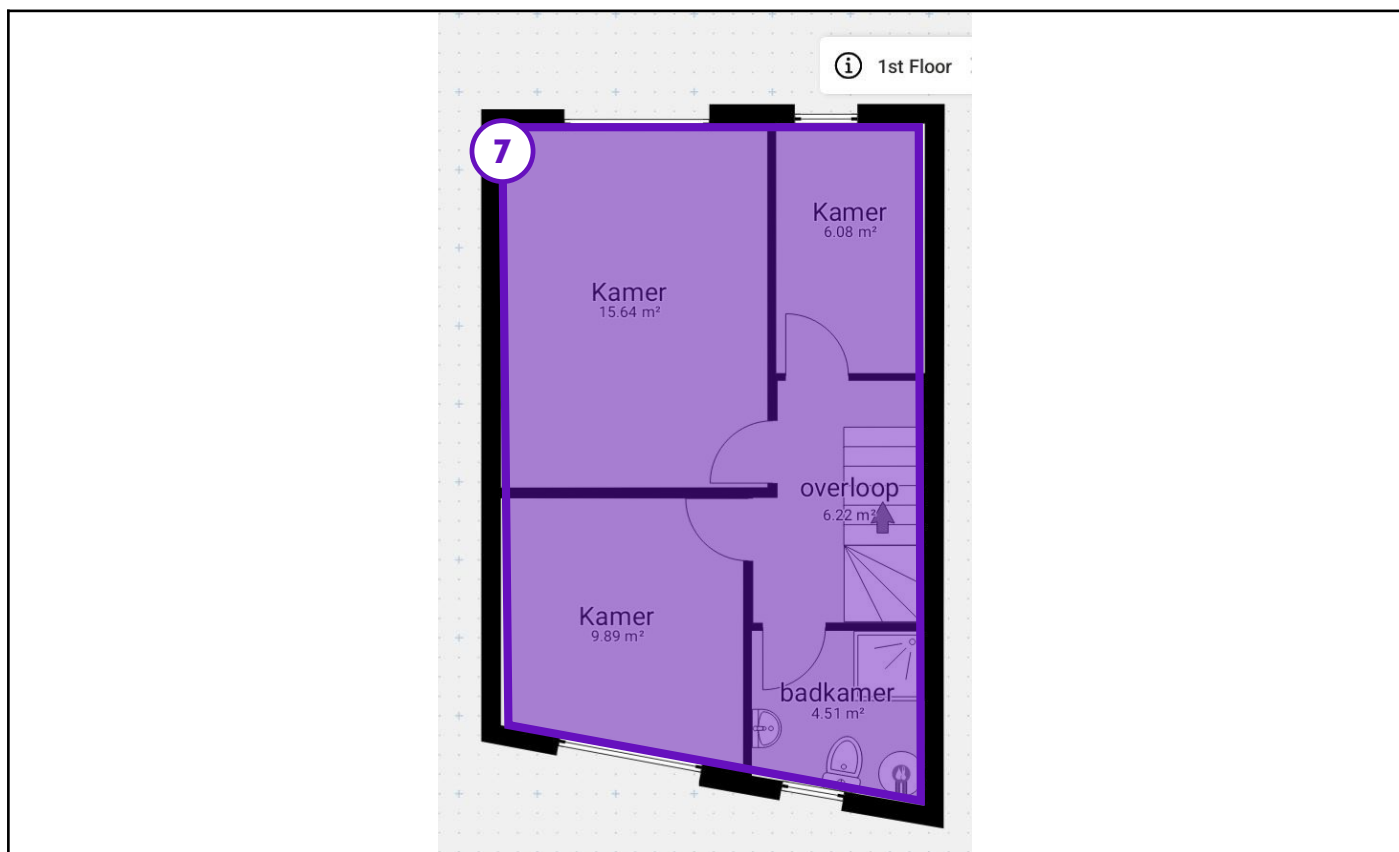 1st Floor
7
Kamer
6.08 m²
Kamer
15.64 m²
overloop
6.22 m²
Kamer
9.89 m²
badkamer
4.51 m²